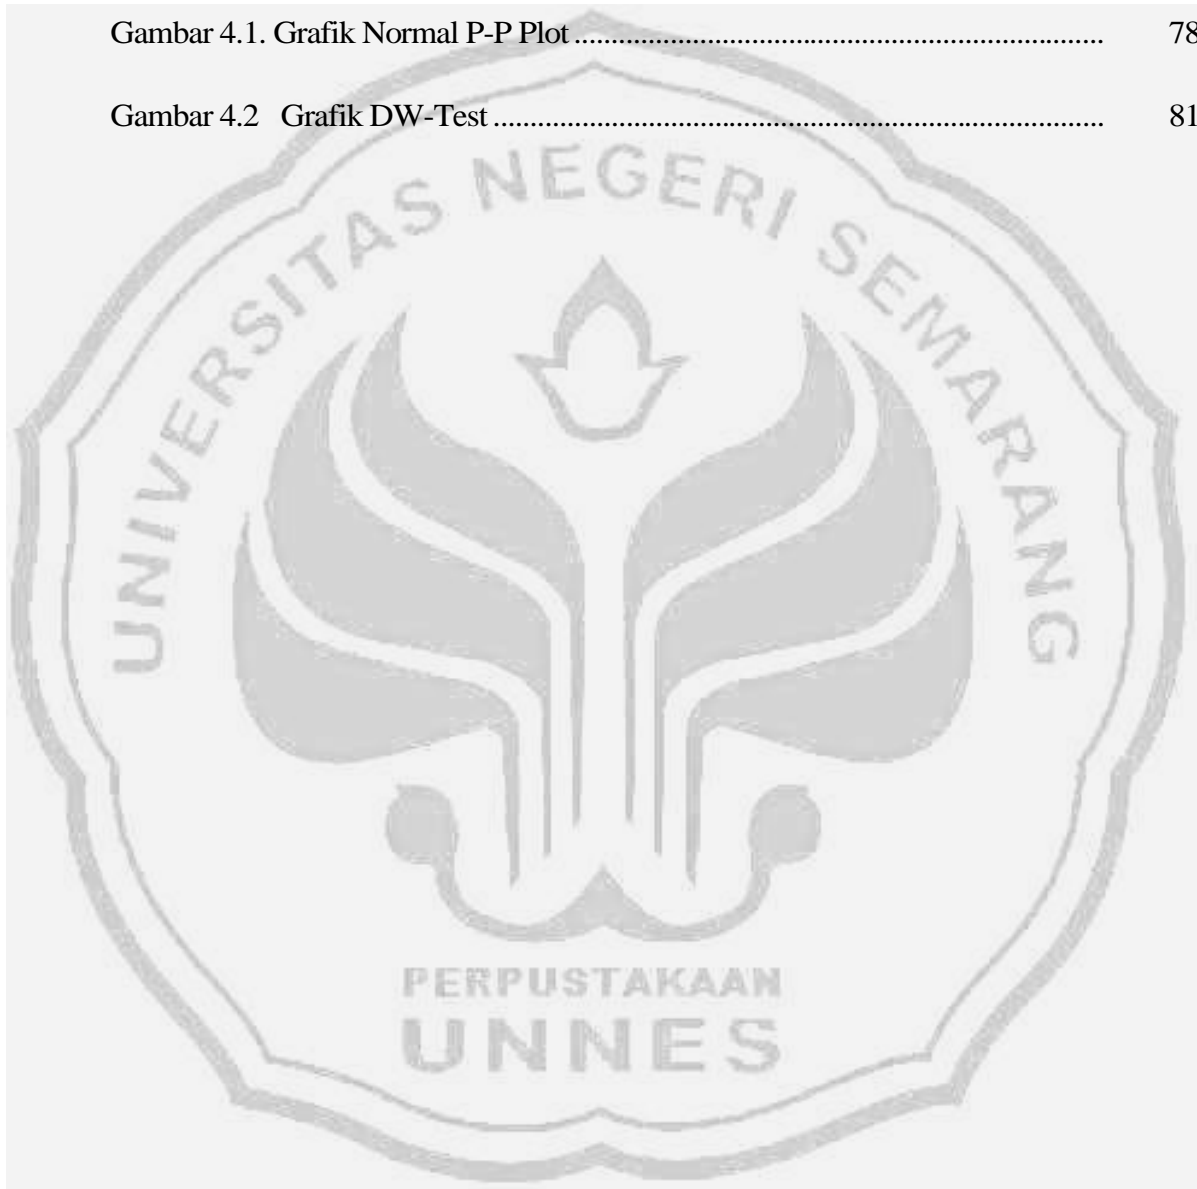 Gambar 4.1. Grafik Normal P-P Plot ........................................................................................... 78
Gambar 4.2 Grafik DW-Test ........................................................................................................ 81
UNIVERSITAS NEGERI SEMARANG
PERPUSTAKAAN
UNNES